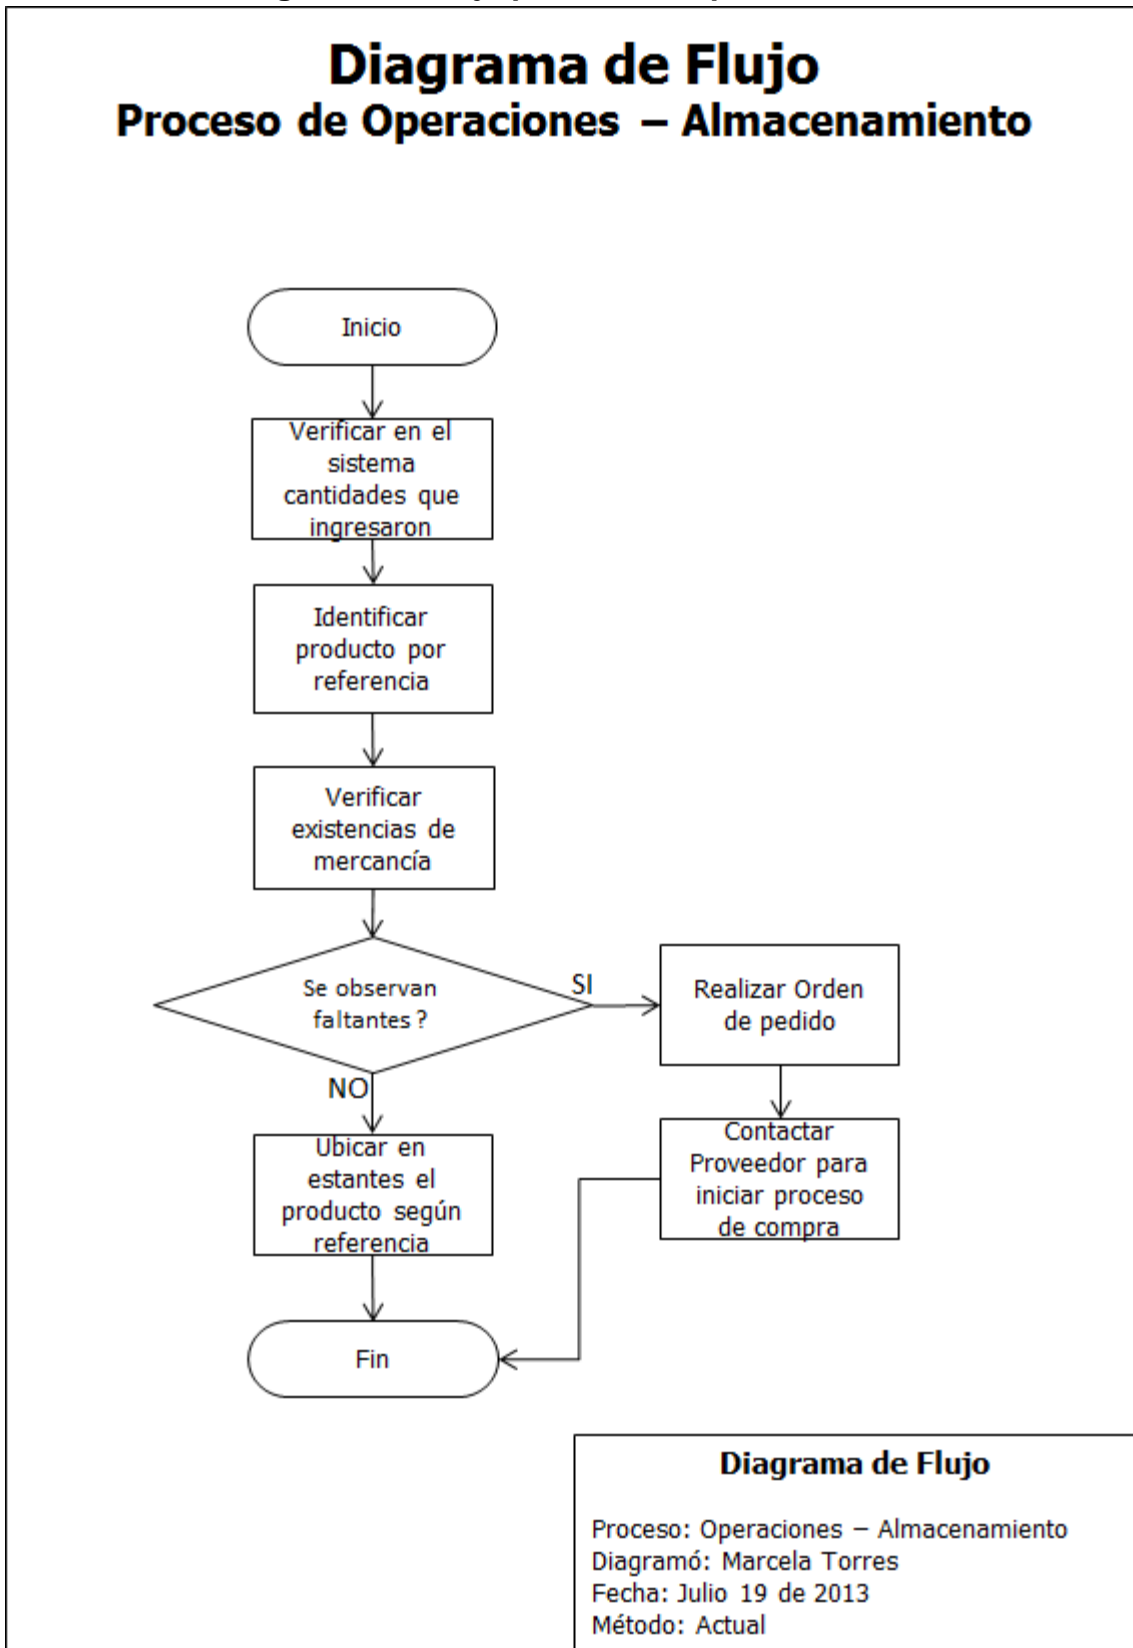 Diagrama de Flujo
Proceso de Operaciones – Almacenamiento
Inicio
Verificar en el
sistema
cantidades que
ingresaron
Identificar
producto por
referencia
Verificar
existencias de
mercancía
Se observan
faltantes ?
SI
Realizar Orden
de pedido
NO
Ubicar en
estantes el
producto según
referencia
Contactar
Proveedor para
iniciar proceso
de compra
Fin
Diagrama de Flujo
Proceso: Operaciones – Almacenamiento
Diagramó: Marcela Torres
Fecha: Julio 19 de 2013
Método: Actual